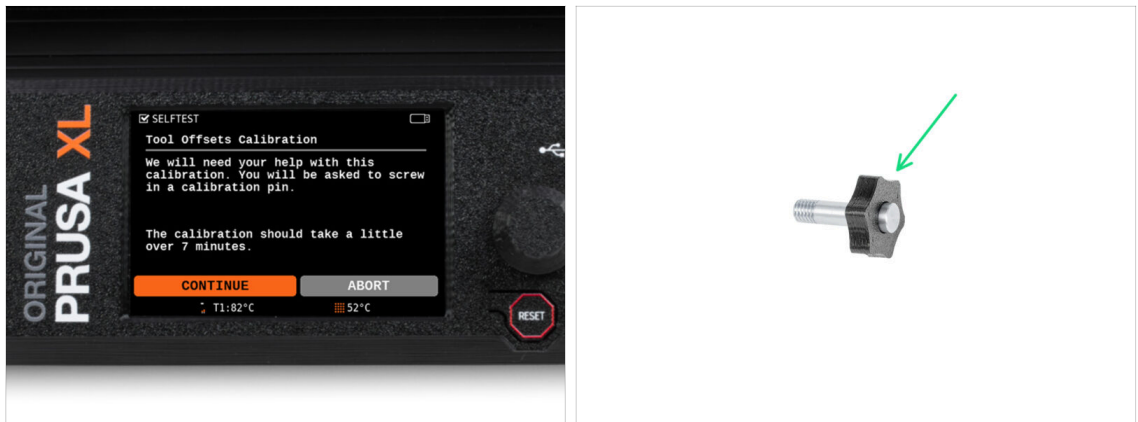 ORIGINAL
PRUSA XL
SELFTEST
Tool Offsets Calibration
We will need your help with this
calibration. You will be asked to screw
in a calibration pin.
The calibration should take a little
over 7 minutes.
CONTINUE
ABORT
T1:82°C
52°C
RESET